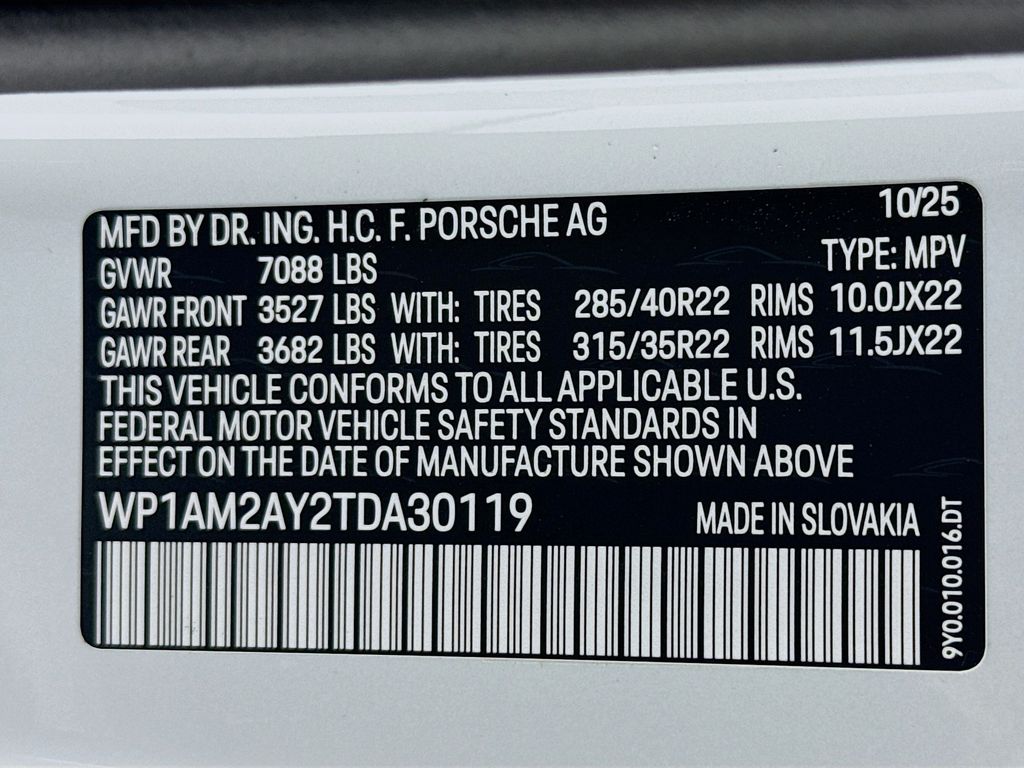 MFD BY DR. ING. H.C. F. PORSCHE AG 10/25
GVWR 7088 LBS TYPE: MPV
GAWR FRONT 3527 LBS WITH: TIRES 285/40R22 RIMS 10.0JX22
GAWR REAR 3682 LBS WITH: TIRES 315/35R22 RIMS 11.5JX22
THIS VEHICLE CONFORMS TO ALL APPLICABLE U.S.
FEDERAL MOTOR VEHICLE SAFETY STANDARDS IN
EFFECT ON THE DATE OF MANUFACTURE SHOWN ABOVE
WP1AM2AY2TDA30119 MADE IN SLOVAKIA
9Y0.010.016.DT